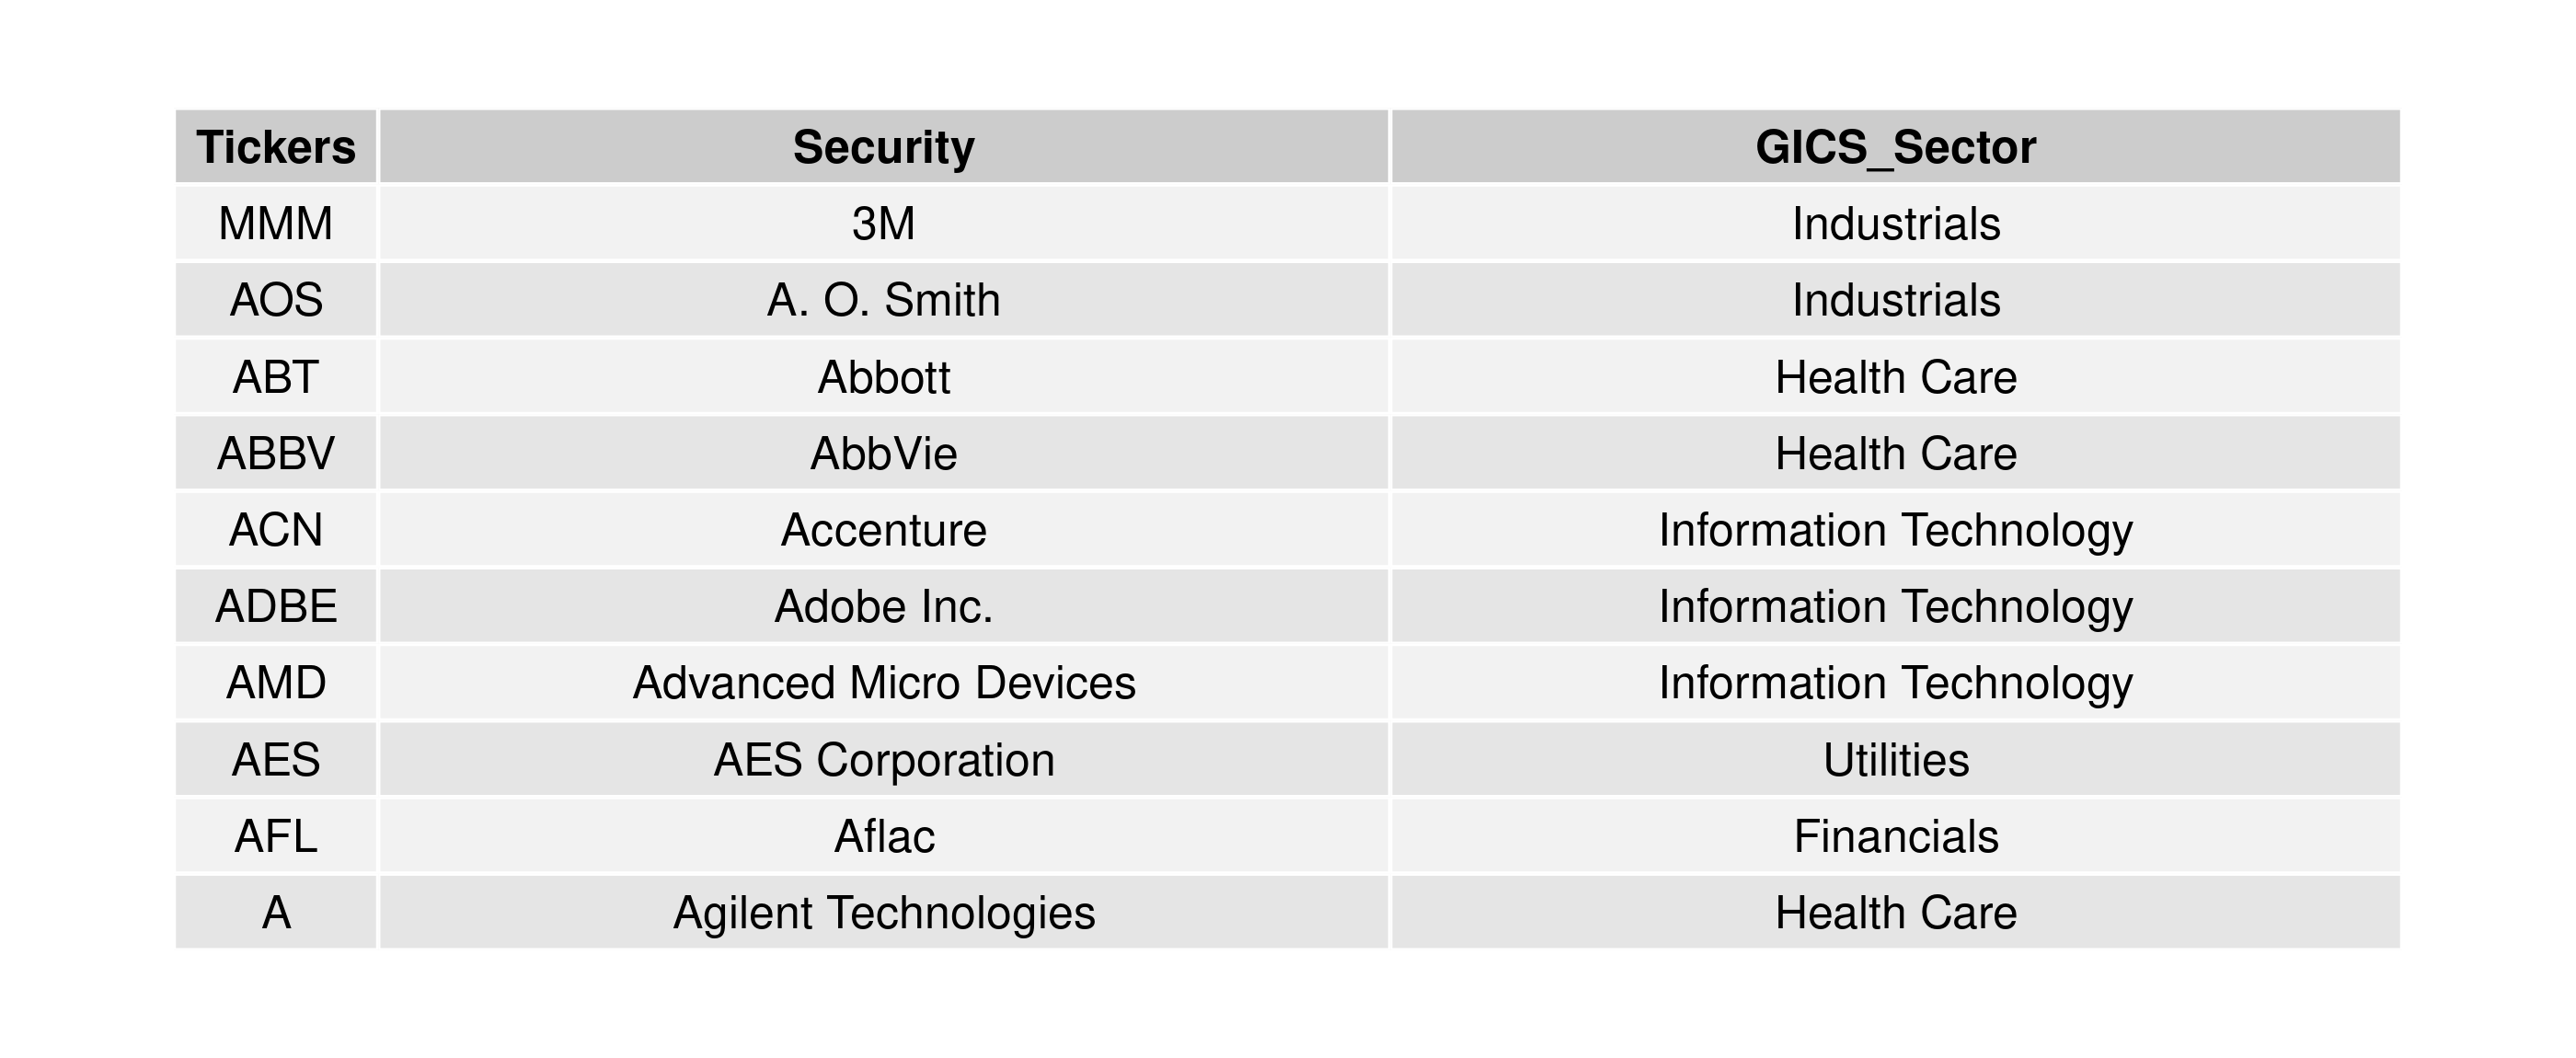 Tickers Security GICS_Sector
MMM 3M Industrials
AOS A. O. Smith Industrials
ABT Abbott Health Care
ABBV AbbVie Health Care
ACN Accenture Information Technology
ADBE Adobe Inc. Information Technology
AMD Advanced Micro Devices Information Technology
AES AES Corporation Utilities
AFL Aflac Financials
A Agilent Technologies Health Care